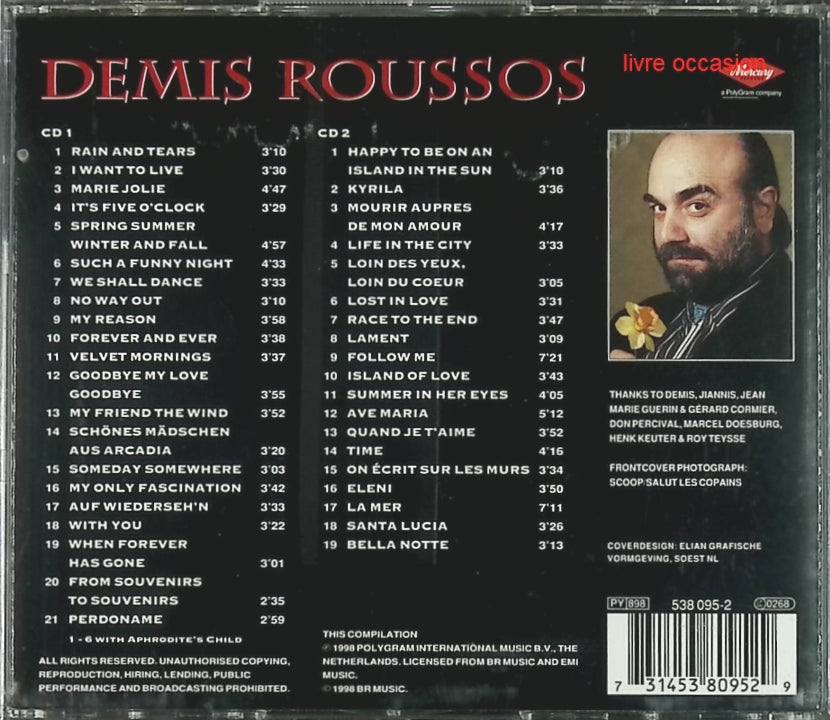 DEMIS ROUSSOS
livre occasion
Mercury
a PolyGram company
CD 1
1 RAIN AND TEARS 3'10
2 I WANT TO LIVE 3'30
3 MARIE JOLIE 4'47
4 IT'S FIVE O'CLOCK 3'29
5 SPRING SUMMER
WINTER AND FALL 4'57
6 SUCH A FUNNY NIGHT 4'33
7 WE SHALL DANCE 3'33
8 NO WAY OUT 3'10
9 MY REASON 3'58
10 FOREVER AND EVER 3'38
11 VELVET MORNINGS 3'37
12 GOODBYE MY LOVE
GOODBYE 3'55
13 MY FRIEND THE WIND 3'52
14 SCHÖNES MÄDSCHEN
AUS ARCADIA 3'20
15 SOMEDAY SOMEWHERE 3'03
16 MY ONLY FASCINATION 3'42
17 AUF WIEDERSEH'N 3'33
18 WITH YOU 3'22
19 WHEN FOREVER
HAS GONE 3'01
20 FROM SOUVENIRS
TO SOUVENIRS 2'35
21 PERDONAME 2'59
1 - 6 WITH APHRODITE'S CHILD
ALL RIGHTS RESERVED. UNAUTHORISED COPYING,
REPRODUCTION, HIRING, LENDING, PUBLIC
PERFORMANCE AND BROADCASTING PROHIBITED.
CD 2
1 HAPPY TO BE ON AN
ISLAND IN THE SUN 3'10
2 KYRILA 3'36
3 MOURIR AUPRES
DE MON AMOUR 4'17
4 LIFE IN THE CITY 3'33
5 LOIN DES YEUX,
LOIN DU COEUR 3'05
6 LOST IN LOVE 3'31
7 RACE TO THE END 3'47
8 LAMENT 3'09
9 FOLLOW ME 7'21
10 ISLAND OF LOVE 3'43
11 SUMMER IN HER EYES 4'05
12 AVE MARIA 5'12
13 QUAND JE T'AIME 3'52
14 TIME 4'16
15 ON ÉCRIT SUR LES MURS 3'34
16 ELENI 3'50
17 LA MER 7'11
18 SANTA LUCIA 3'26
19 BELLA NOTTE 3'13
THIS COMPILATION
℗ 1998 POLYGRAM INTERNATIONAL MUSIC B.V., THE
NETHERLANDS. LICENSED FROM BR MUSIC AND EMI
MUSIC.
© 1998 BR MUSIC.
THANKS TO DEMIS, JIANNIS, JEAN
MARIE GUERIN & GÉRARD CORMIER,
DON PERCIVAL, MARCEL DOESBURG,
HENK KEUTER & ROY TEYSSE
FRONTCOVER PHOTOGRAPH:
SCOOP/SALUT LES COPAINS
COVERDESIGN: ELIAN GRAFISCHE
VORMGEVING, SOEST NL
PY 898 538 095-2 LC 0268
7 31453 80952 9